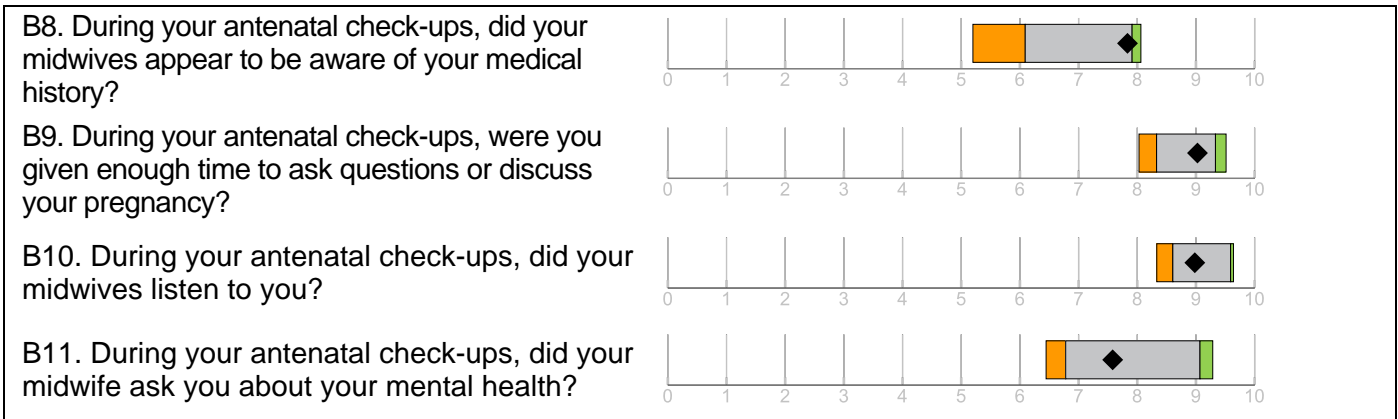 B8. During your antenatal check-ups, did your
midwives appear to be aware of your medical
history?
0 1 2 3 4 5 6 7 8 9 10
B9. During your antenatal check-ups, were you
given enough time to ask questions or discuss
your pregnancy?
0 1 2 3 4 5 6 7 8 9 10
B10. During your antenatal check-ups, did your
midwives listen to you?
0 1 2 3 4 5 6 7 8 9 10
B11. During your antenatal check-ups, did your
midwife ask you about your mental health?
0 1 2 3 4 5 6 7 8 9 10